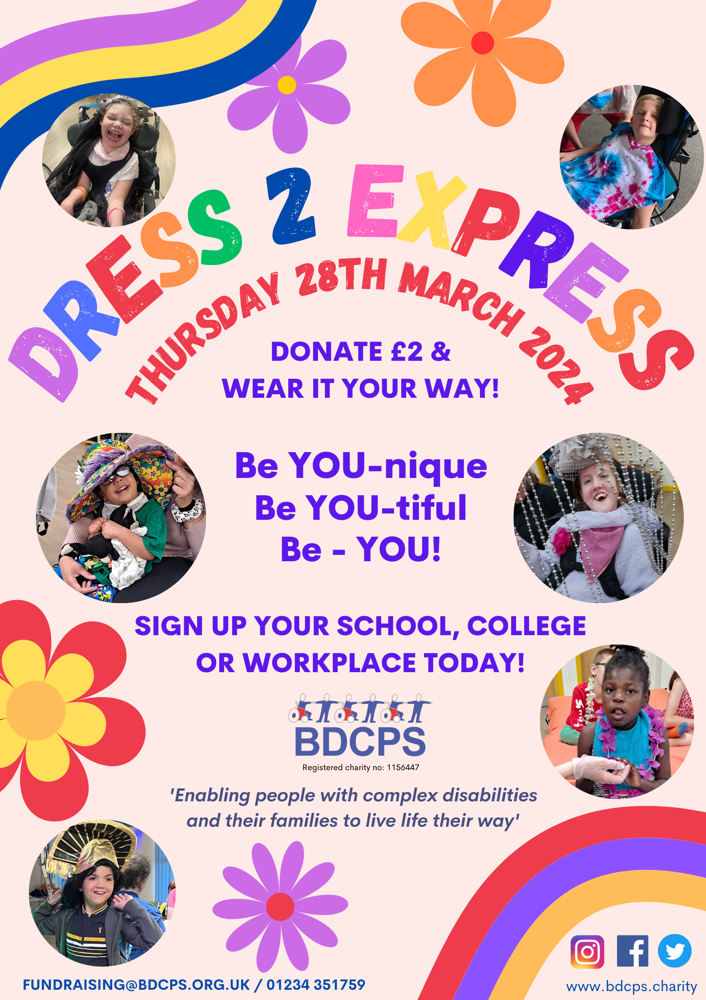 DRESS 2 EXPRESS
THURSDAY 28TH MARCH 2024
DONATE £2 &
WEAR IT YOUR WAY!
Be YOU-nique
Be YOU-tiful
Be - YOU!
SIGN UP YOUR SCHOOL, COLLEGE
OR WORKPLACE TODAY!
BDCPS
Registered charity no: 1156447
'Enabling people with complex disabilities
and their families to live life their way'
FUNDRAISING@BDCPS.ORG.UK / 01234 351759
www.bdcps.charity